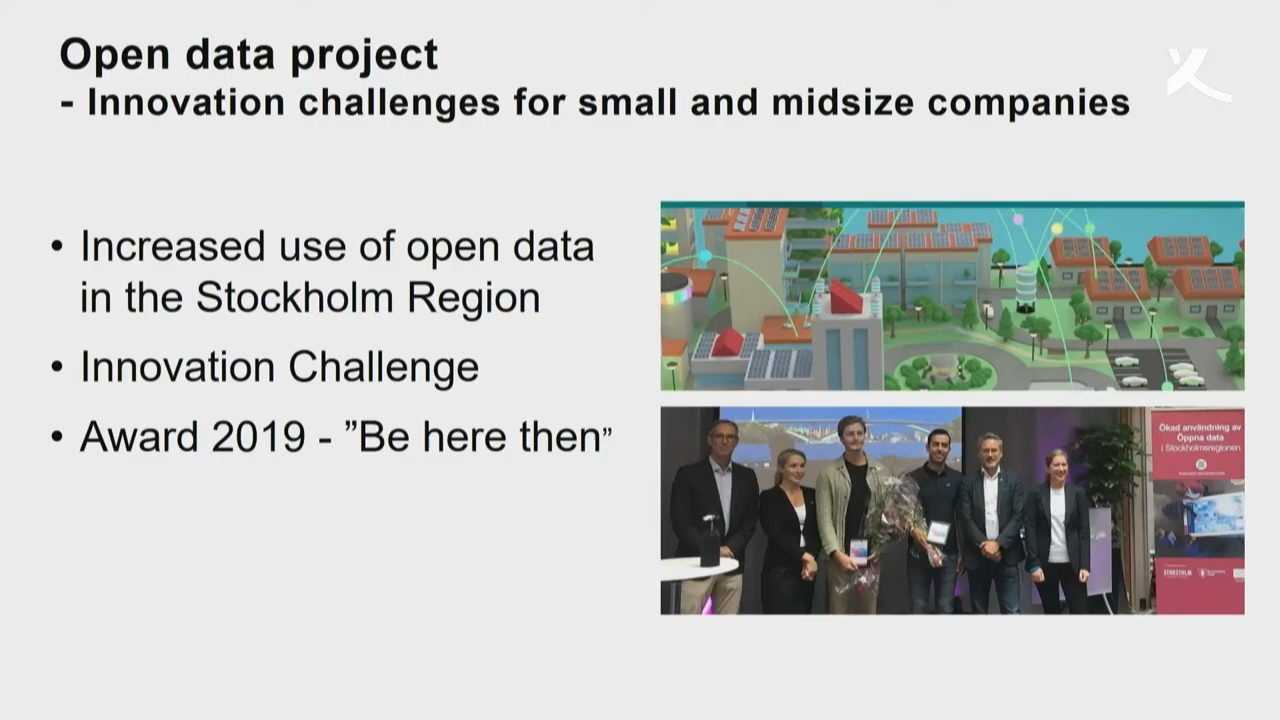 Open data project
- Innovation challenges for small and midsize companies
• Increased use of open data
in the Stockholm Region
• Innovation Challenge
• Award 2019 - ”Be here then”
Ökad användning av
Öppna data
i Stockholmsregionen
STORSTHLM